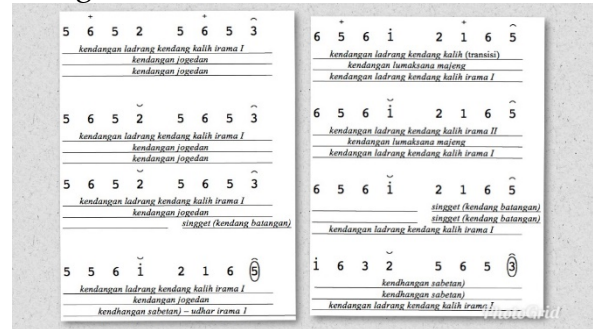 5 6 5 2 5 6 5 3
kendangan ladrang kendang kalih irama I
kendangan jogedan
kendangan jogedan
5 6 5 2 5 6 5 3
kendangan ladrang kendang kalih irama I
kendangan jogedan
kendangan jogedan
5 6 5 2 5 6 5 3
kendangan ladrang kendang kalih irama I
kendangan jogedan
singget (kendang batangan)
5 5 6 i 2 1 6 5
kendangan ladrang kendang kalih irama I
kendangan jogedan
kendhangan sabetan) – udhar irama 1
6 5 6 i 2 1 6 5
kendangan ladrang kendang kalih (transisi)
kendangan lumaksana majeng
kendangan ladrang kendang kalih irama I
6 5 6 i 2 1 6 5
kendangan ladrang kendang kalih irama II
kendangan lumaksana majeng
kendangan ladrang kendang kalih irama I
6 5 6 i 2 1 6 5
singget (kendang batangan)
singget (kendang batangan)
kendangan ladrang kendang kalih irama I
i 6 3 2 5 6 5 3
kendhangan sabetan)
kendhangan sabetan)
kendangan ladrang kendang kalih irama I
PhotoGrid